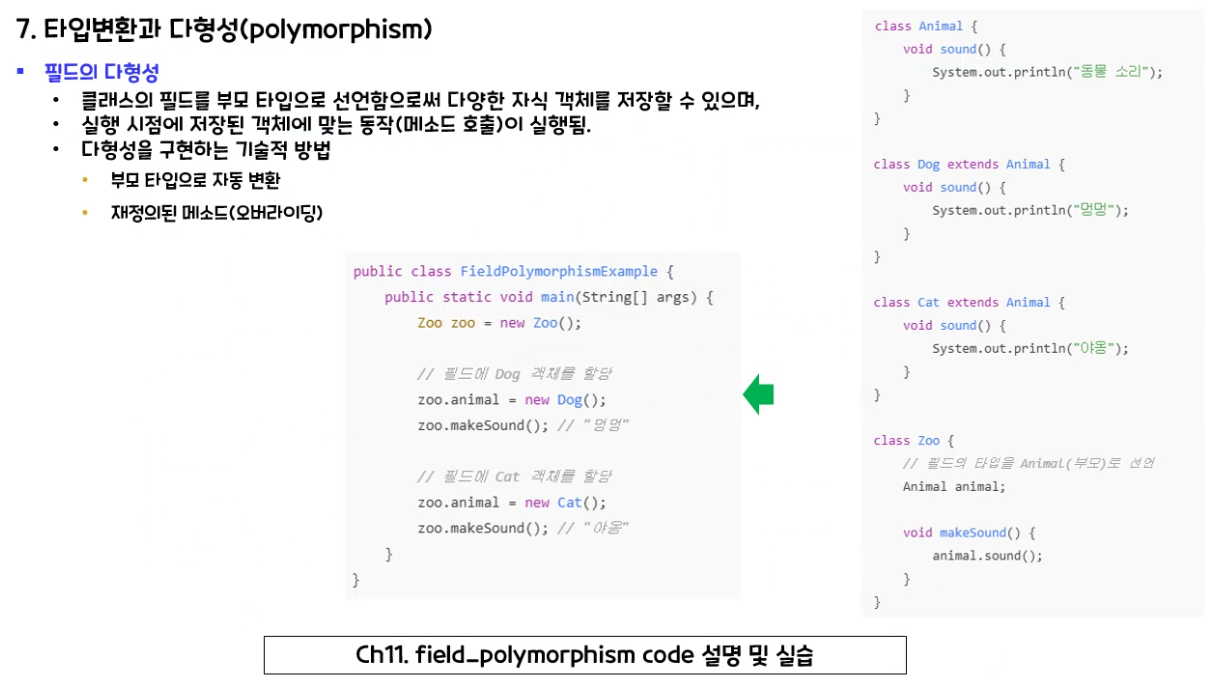 7. 타입변환과 다형성(polymorphism)
▪ 필드의 다형성
• 클래스의 필드를 부모 타입으로 선언함으로써 다양한 자식 객체를 저장할 수 있으며,
• 실행 시점에 저장된 객체에 맞는 동작(메소드 호출)이 실행됨.
• 다형성을 구현하는 기술적 방법
• 부모 타입으로 자동 변환
• 재정의된 메소드(오버라이딩)
public class FieldPolymorphismExample {
    public static void main(String[] args) {
        Zoo zoo = new Zoo();
        // 필드에 Dog 객체를 할당
        zoo.animal = new Dog();
        zoo.makeSound(); // "멍멍"
        // 필드에 Cat 객체를 할당
        zoo.animal = new Cat();
        zoo.makeSound(); // "야옹"
    }
}
class Animal {
    void sound() {
        System.out.println("동물 소리");
    }
}
class Dog extends Animal {
    void sound() {
        System.out.println("멍멍");
    }
}
class Cat extends Animal {
    void sound() {
        System.out.println("야옹");
    }
}
class Zoo {
    // 필드의 타입을 Animal(부모)로 선언
    Animal animal;
    void makeSound() {
        animal.sound();
    }
}
Ch11. field_polymorphism code 설명 및 실습